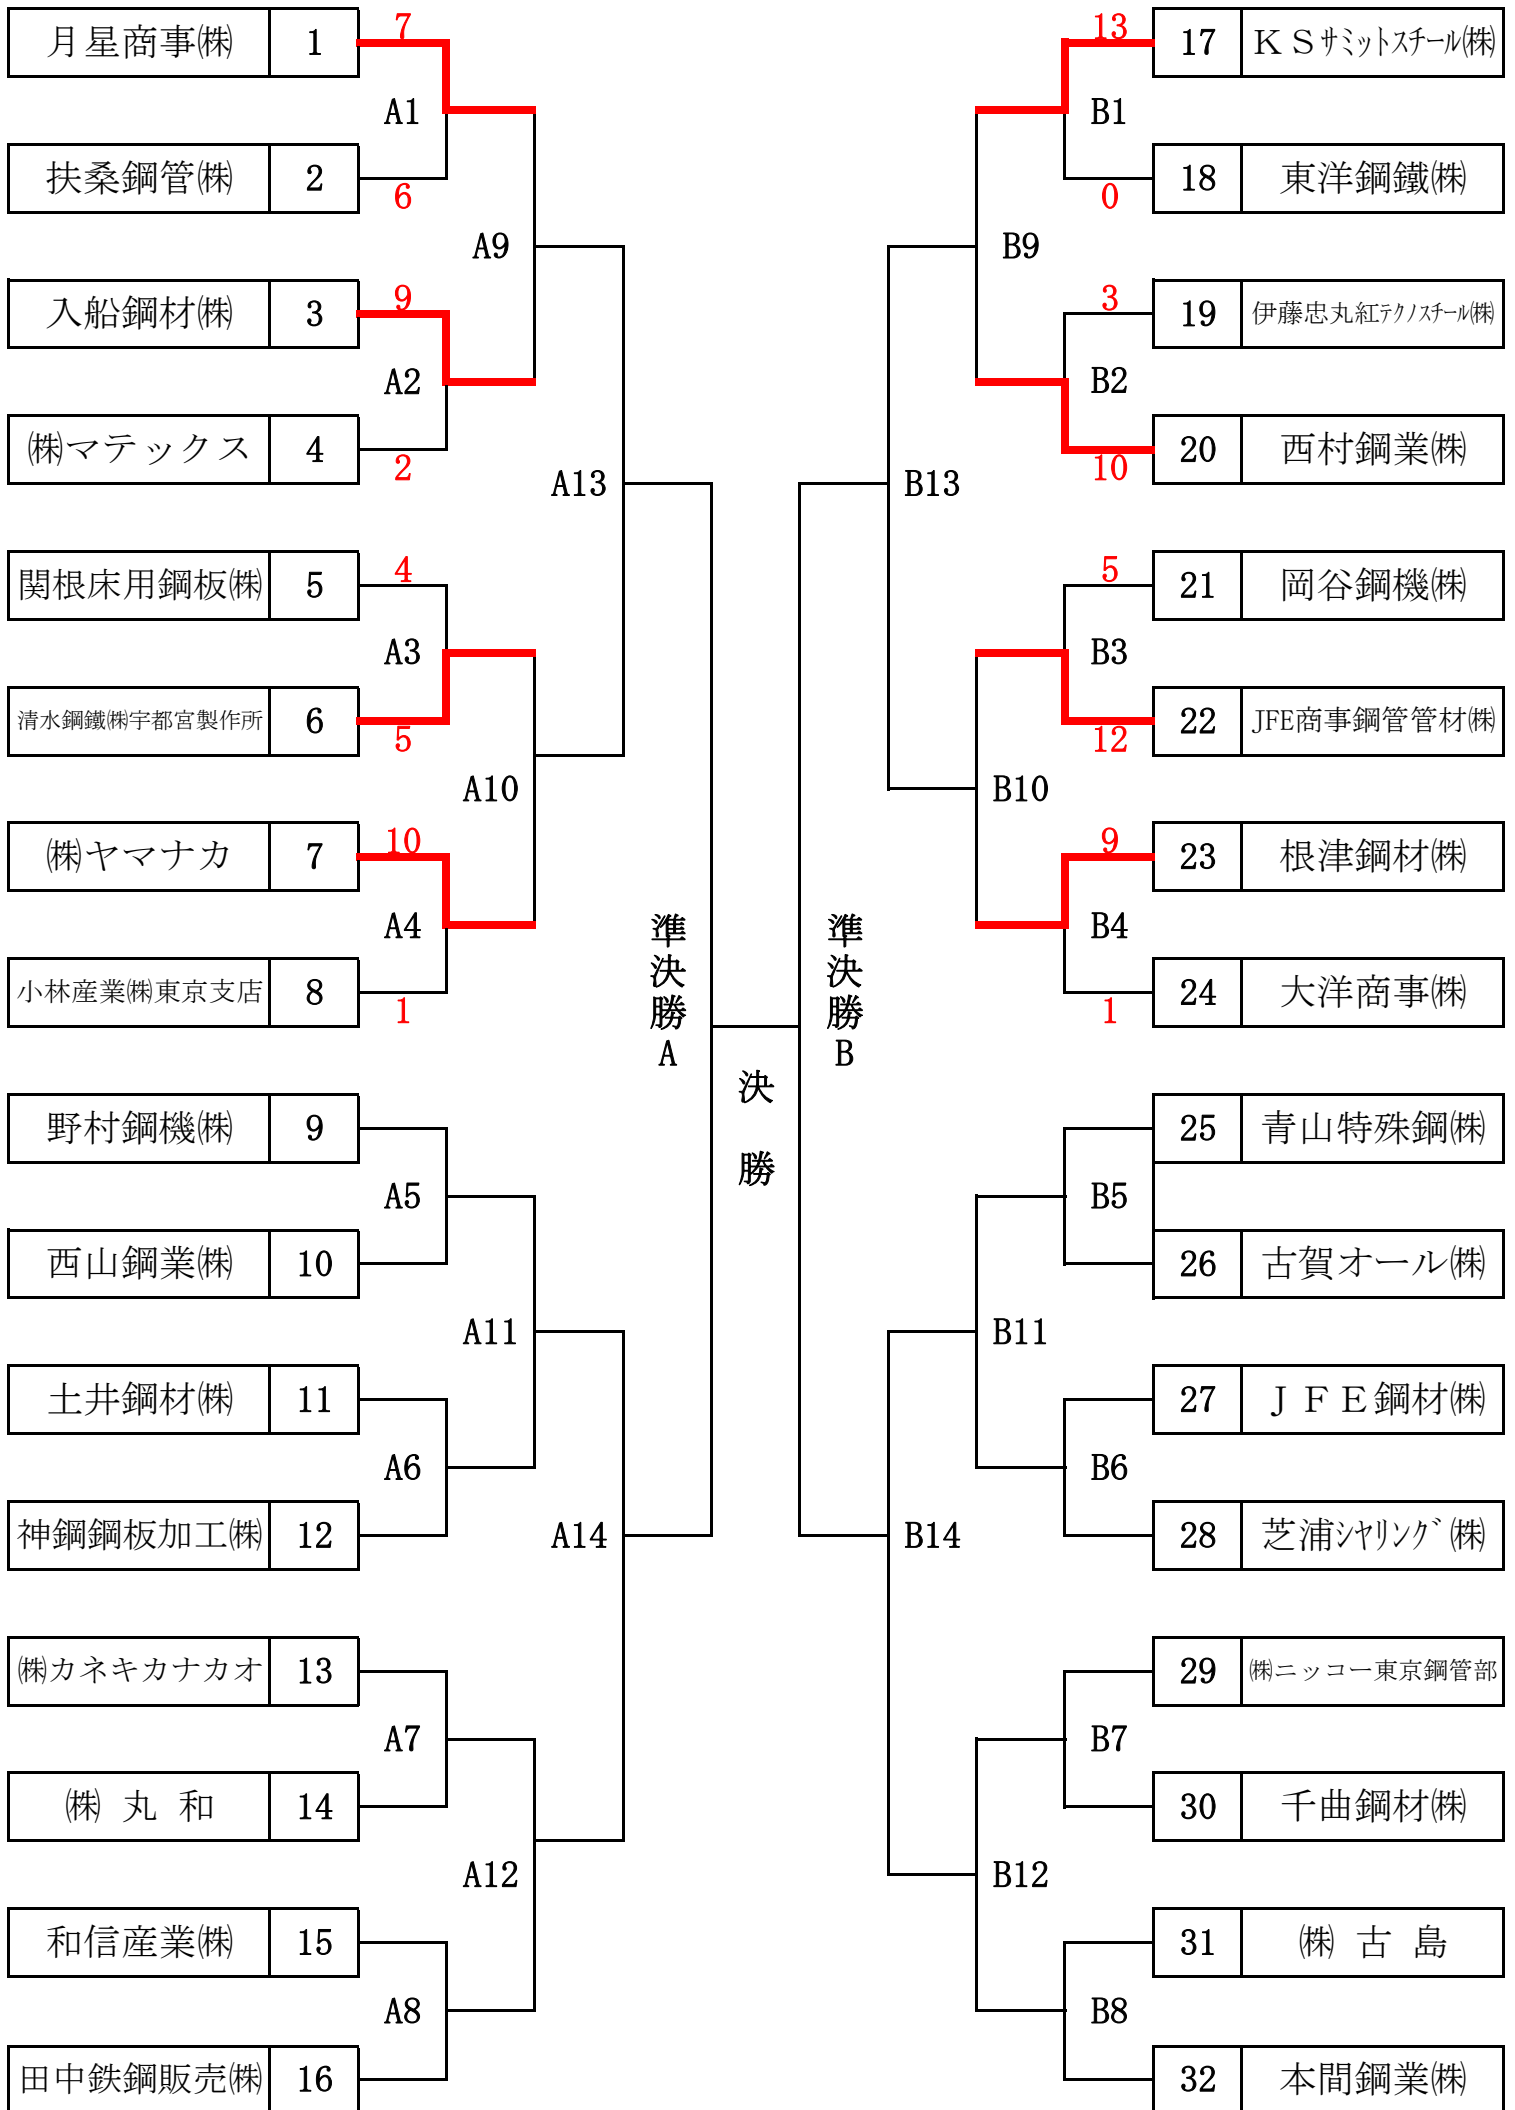 月星商事㈱ 1 7 13 17 ＫＳｻﾐｯﾄｽﾁｰﾙ㈱
A1 B1
扶桑鋼管㈱ 2 6 0 18 東洋鋼鐵㈱
A9 B9
入船鋼材㈱ 3 9 3 19 伊藤忠丸紅ﾃｸﾉｽﾁｰﾙ㈱
A2 B2
㈱マテックス 4 2 10 20 西村鋼業㈱
A13 B13
関根床用鋼板㈱ 5 4 5 21 岡谷鋼機㈱
A3 B3
清水鋼鐵㈱宇都宮製作所 6 5 12 22 JFE商事鋼管管材㈱
A10 B10
㈱ヤマナカ 7 10 9 23 根津鋼材㈱
A4 B4
準決勝A 準決勝B
小林産業㈱東京支店 8 1 1 24 大洋商事㈱
決勝
野村鋼機㈱ 9 25 青山特殊鋼㈱
A5 B5
西山鋼業㈱ 10 26 古賀オール㈱
A11 B11
土井鋼材㈱ 11 27 ＪＦＥ鋼材㈱
A6 B6
神鋼鋼板加工㈱ 12 28 芝浦ｼﾔﾘﾝｸﾞ㈱
A14 B14
㈱カネキカナカオ 13 29 ㈱ニッコー東京鋼管部
A7 B7
㈱ 丸 和 14 30 千曲鋼材㈱
A12 B12
和信産業㈱ 15 31 ㈱ 古 島
A8 B8
田中鉄鋼販売㈱ 16 32 本間鋼業㈱